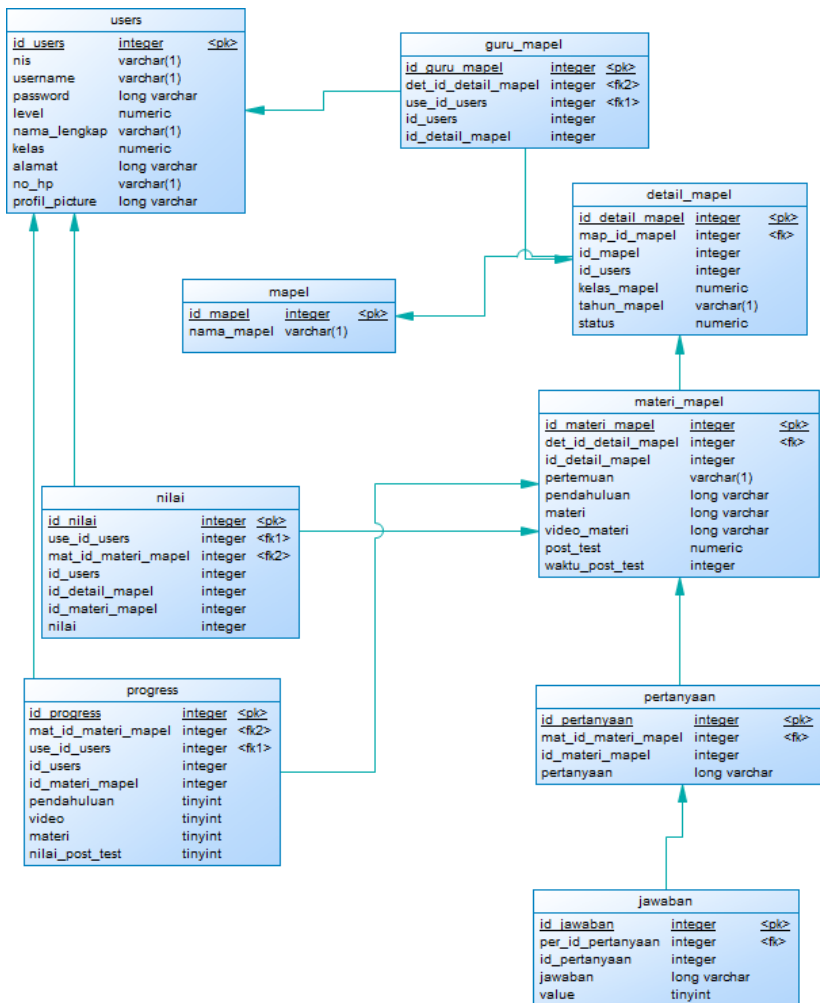 users
id_users integer <pk>
nis varchar(1)
username varchar(1)
password long varchar
level numeric
nama_lengkap varchar(1)
kelas numeric
alamat long varchar
no_hp varchar(1)
profil_picture long varchar
guru_mapel
id_guru_mapel integer <pk>
det_id_detail_mapel integer <fk2>
use_id_users integer <fk1>
id_users integer
id_detail_mapel integer
detail_mapel
id_detail_mapel integer <pk>
map_id_mapel integer <fk>
id_mapel integer
id_users integer
kelas_mapel numeric
tahun_mapel varchar(1)
status numeric
mapel
id_mapel integer <pk>
nama_mapel varchar(1)
materi_mapel
id_materi_mapel integer <pk>
det_id_detail_mapel integer <fk>
id_detail_mapel integer
pertemuan varchar(1)
pendahuluan long varchar
materi long varchar
video_materi long varchar
post_test numeric
waktu_post_test integer
nilai
id_nilai integer <pk>
use_id_users integer <fk1>
mat_id_materi_mapel integer <fk2>
id_users integer
id_detail_mapel integer
id_materi_mapel integer
nilai integer
progress
id_progress integer <pk>
mat_id_materi_mapel integer <fk2>
use_id_users integer <fk1>
id_users integer
id_materi_mapel integer
pendahuluan tinyint
video tinyint
materi tinyint
nilai_post_test tinyint
pertanyaan
id_pertanyaan integer <pk>
mat_id_materi_mapel integer <fk>
id_materi_mapel integer
pertanyaan long varchar
jawaban
id_jawaban integer <pk>
per_id_pertanyaan integer <fk>
id_pertanyaan integer
jawaban long varchar
value tinyint